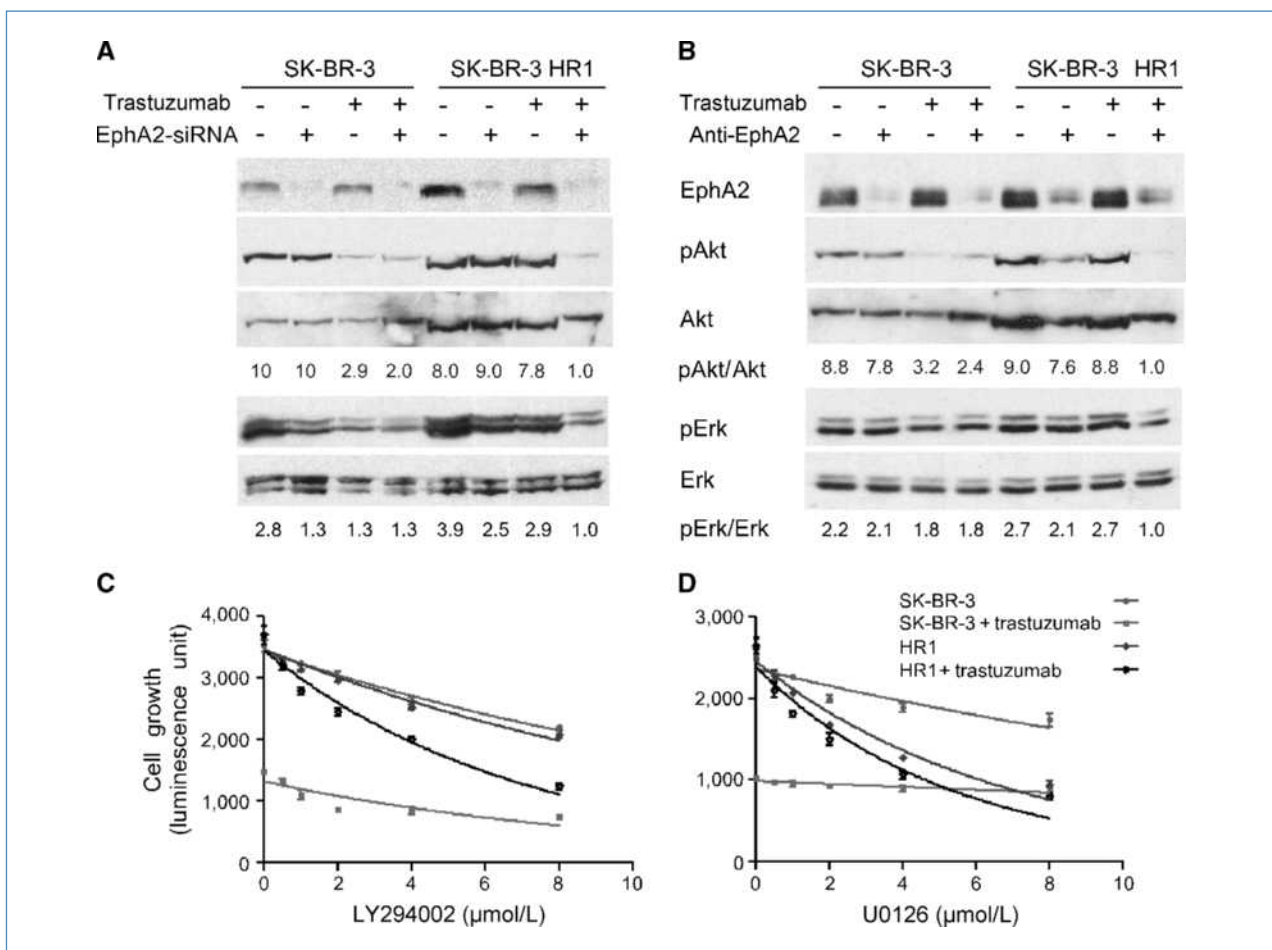 A
SK-BR-3 SK-BR-3 HR1
Trastuzumab - - + + - - + +
EphA2-siRNA - + - + - + - +
10 10 2.9 2.0 8.0 9.0 7.8 1.0
2.8 1.3 1.3 1.3 3.9 2.5 2.9 1.0
B
SK-BR-3 SK-BR-3 HR1
Trastuzumab - - + + - - + +
Anti-EphA2 - + - + - + - +
EphA2
pAkt
Akt
pAkt/Akt 8.8 7.8 3.2 2.4 9.0 7.6 8.8 1.0
pErk
Erk
pErk/Erk 2.2 2.1 1.8 1.8 2.7 2.1 2.7 1.0
C
Cell growth
(luminescence unit)
4,000
3,000
2,000
1,000
0
0 2 4 6 8 10
LY294002 (µmol/L)
D
SK-BR-3
SK-BR-3 + trastuzumab
HR1
HR1+ trastuzumab
3,000
2,000
1,000
0
0 2 4 6 8 10
U0126 (µmol/L)